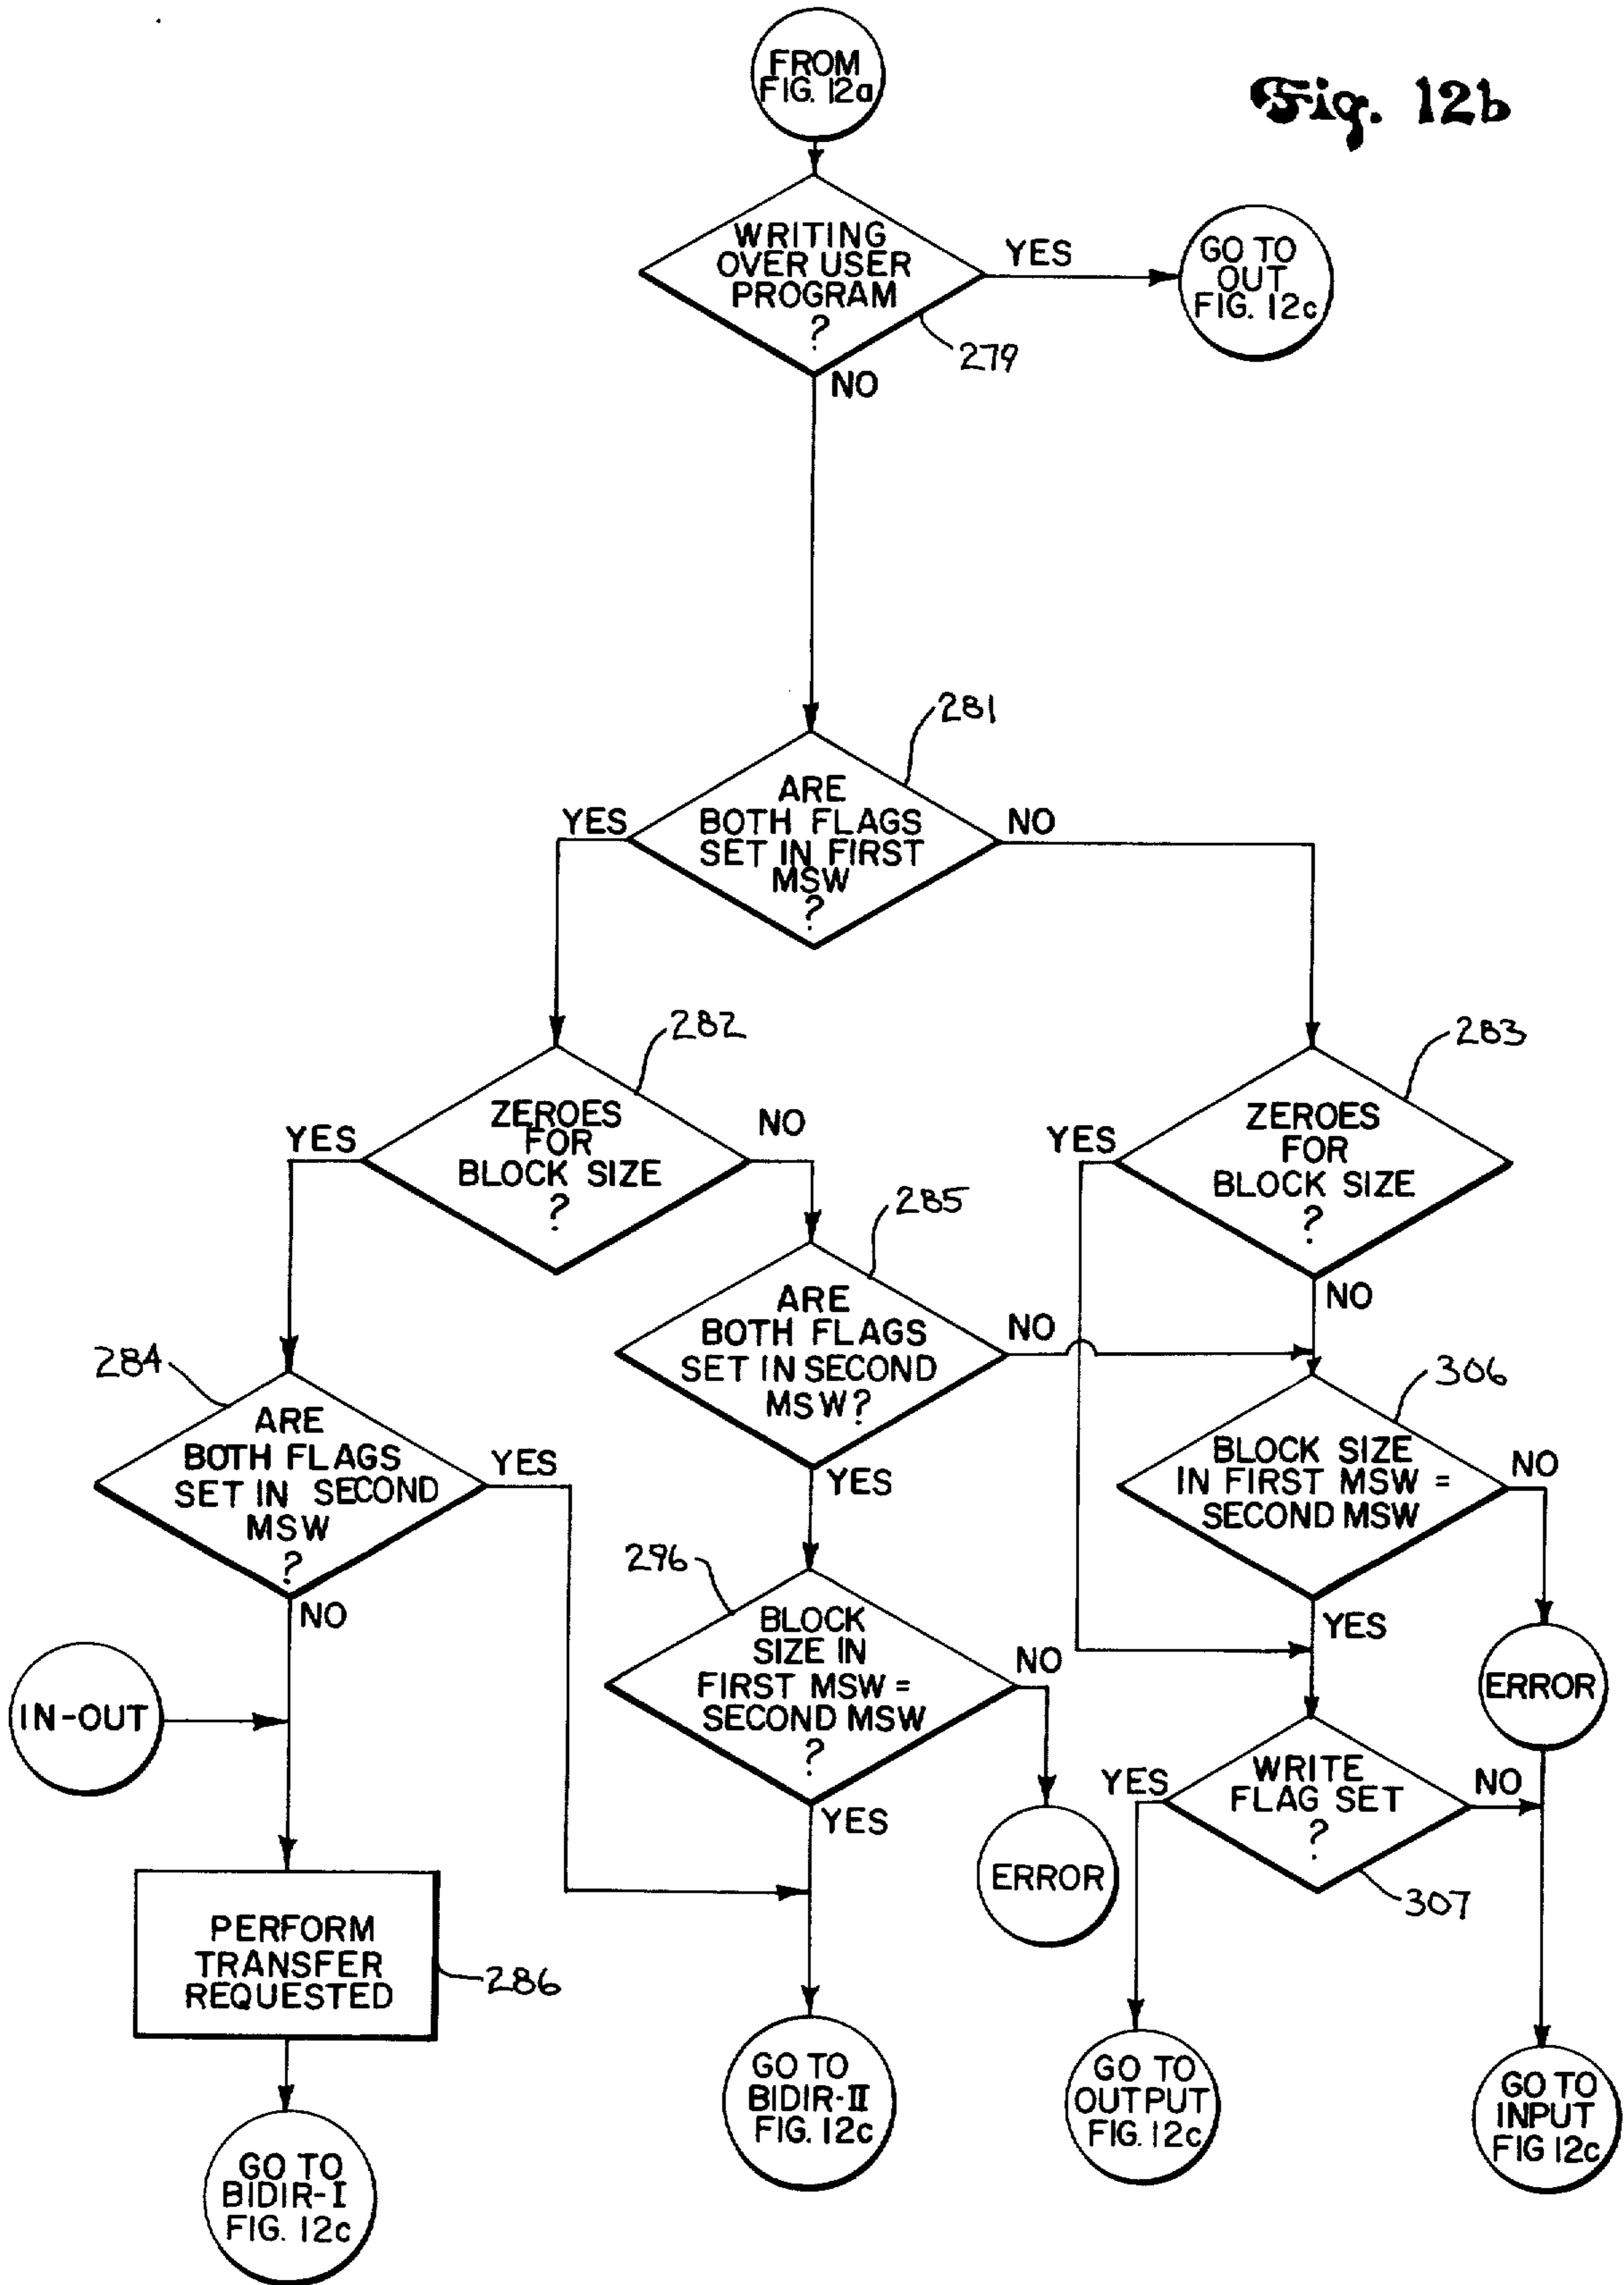 FROM
FIG. 12a
Fig. 12b
WRITING
OVER USER
PROGRAM
?
YES
GO TO
OUT
FIG. 12c
279
NO
281
ARE
BOTH FLAGS
SET IN FIRST
MSW
?
YES
NO
282
ZEROES
FOR
BLOCK SIZE
?
YES
NO
283
ZEROES
FOR
BLOCK SIZE
?
YES
NO
285
ARE
BOTH FLAGS
SET IN SECOND
MSW?
NO
YES
284
ARE
BOTH FLAGS
SET IN SECOND
MSW
?
YES
NO
306
BLOCK SIZE
IN FIRST MSW =
SECOND MSW
NO
YES
ERROR
296
BLOCK
SIZE IN
FIRST MSW =
SECOND MSW
?
NO
YES
ERROR
IN-OUT
WRITE
FLAG SET
?
YES
NO
307
PERFORM
TRANSFER
REQUESTED
286
GO TO
BIDIR-I
FIG. 12c
GO TO
BIDIR-II
FIG. 12c
GO TO
OUTPUT
FIG. 12c
GO TO
INPUT
FIG 12c